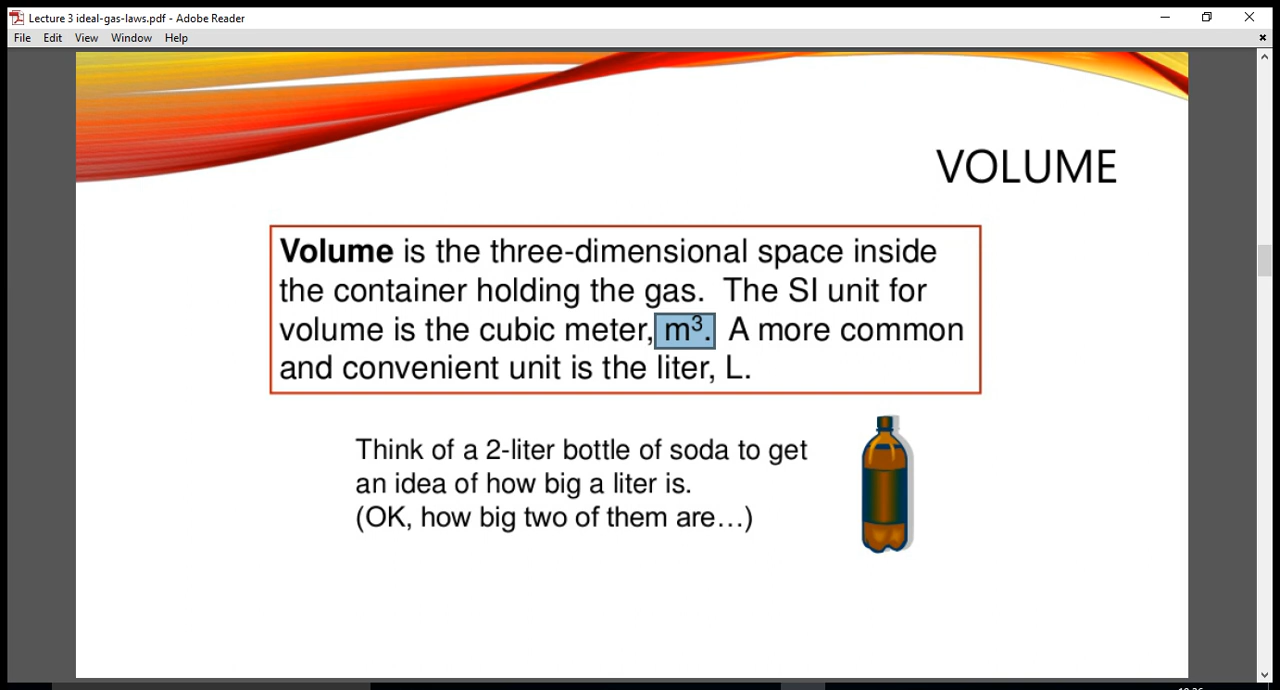 Lecture 3 ideal-gas-laws.pdf - Adobe Reader
File Edit View Window Help
VOLUME
Volume is the three-dimensional space inside
the container holding the gas. The SI unit for
volume is the cubic meter, m³. A more common
and convenient unit is the liter, L.
Think of a 2-liter bottle of soda to get
an idea of how big a liter is.
(OK, how big two of them are…)